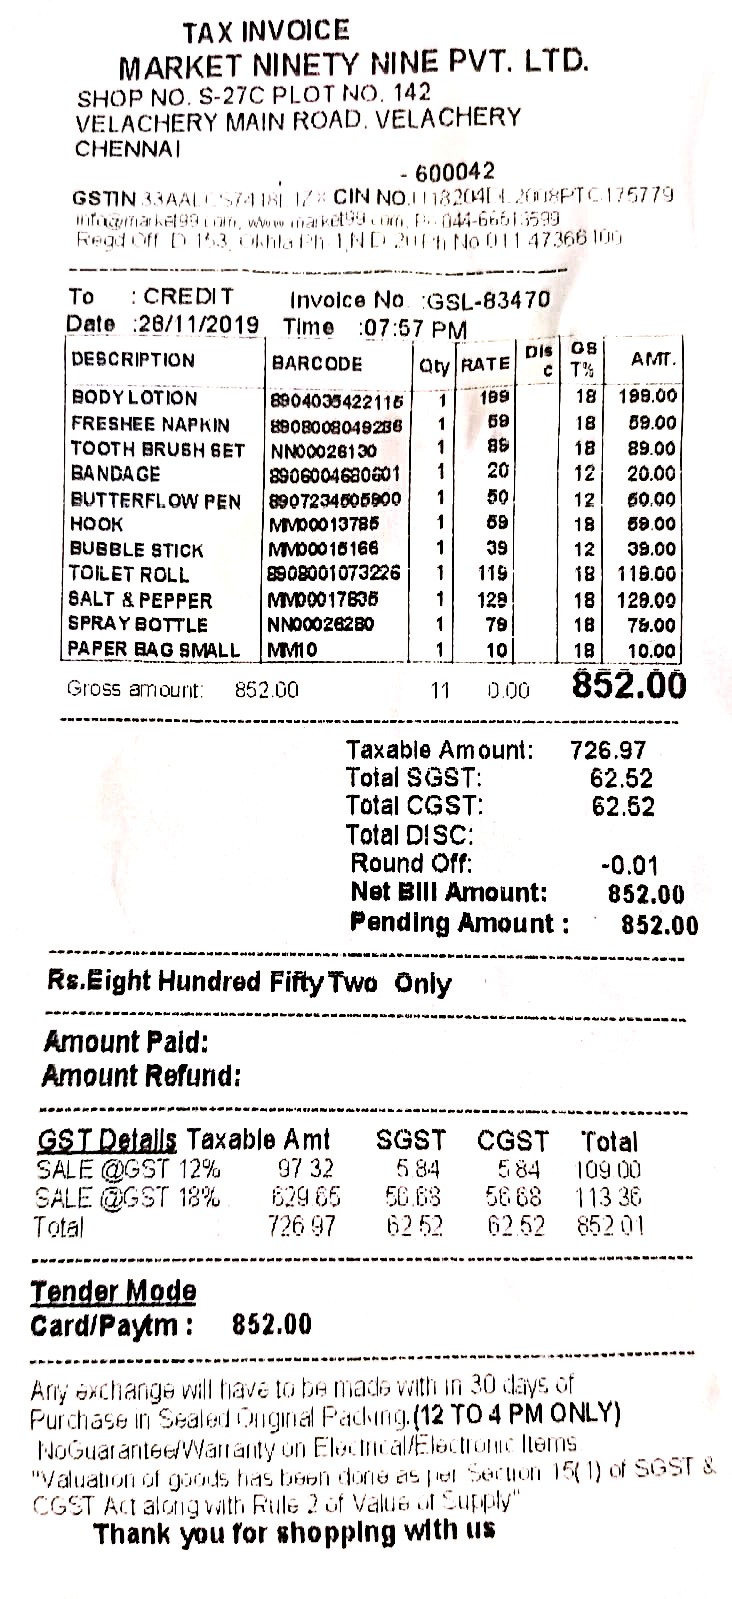 TAX INVOICE
MARKET NINETY NINE PVT. LTD.
SHOP NO. S-27C PLOT NO. 142
VELACHERY MAIN ROAD, VELACHERY
CHENNAI
- 600042
GSTIN CIN NO.
info@market99.com, www.market99.com, 044-66613599
Regd Off D 153, Okhla Ph 1,N D 20 Ph No 011 47366100
To : CREDIT Invoice No :GSL-83470
Date :28/11/2019 Time :07:57 PM
DESCRIPTION BARCODE Qty RATE Disc GST% AMT.
BODY LOTION 8904035422115 1 199 18 199.00
FRESHEE NAPKIN 8908008049286 1 59 18 59.00
TOOTH BRUSH SET NN00026130 1 89 18 89.00
BANDAGE 8906004680601 1 20 12 20.00
BUTTERFLOW PEN 8907234505900 1 50 12 50.00
HOOK MM00013785 1 59 18 59.00
BUBBLE STICK MM00015166 1 39 12 39.00
TOILET ROLL 8908001073226 1 119 18 119.00
SALT & PEPPER MM00017835 1 129 18 129.00
SPRAY BOTTLE NN00026280 1 79 18 79.00
PAPER BAG SMALL MM10 1 10 18 10.00
Gross amount: 852.00 11 0.00 852.00
Taxable Amount: 726.97
Total SGST: 62.52
Total CGST: 62.52
Total DISC:
Round Off: -0.01
Net Bill Amount: 852.00
Pending Amount : 852.00
Rs.Eight Hundred Fifty Two Only
Amount Paid:
Amount Refund:
GST Details Taxable Amt SGST CGST Total
SALE @GST 12% 97.32 5.84 5.84 109.00
SALE @GST 18% 629.65 56.68 56.68 113.36
Total 726.97 62.52 62.52 852.01
Tender Mode
Card/Paytm : 852.00
Any exchange will have to be made with in 30 days of
Purchase in Sealed Original Packing.(12 TO 4 PM ONLY)
NoGuarantee/Warranty on Electrical/Electronic Items
"Valuation of goods has been done as per Section 15(1) of SGST &
CGST Act along with Rule 2 of Value of Supply"
Thank you for shopping with us